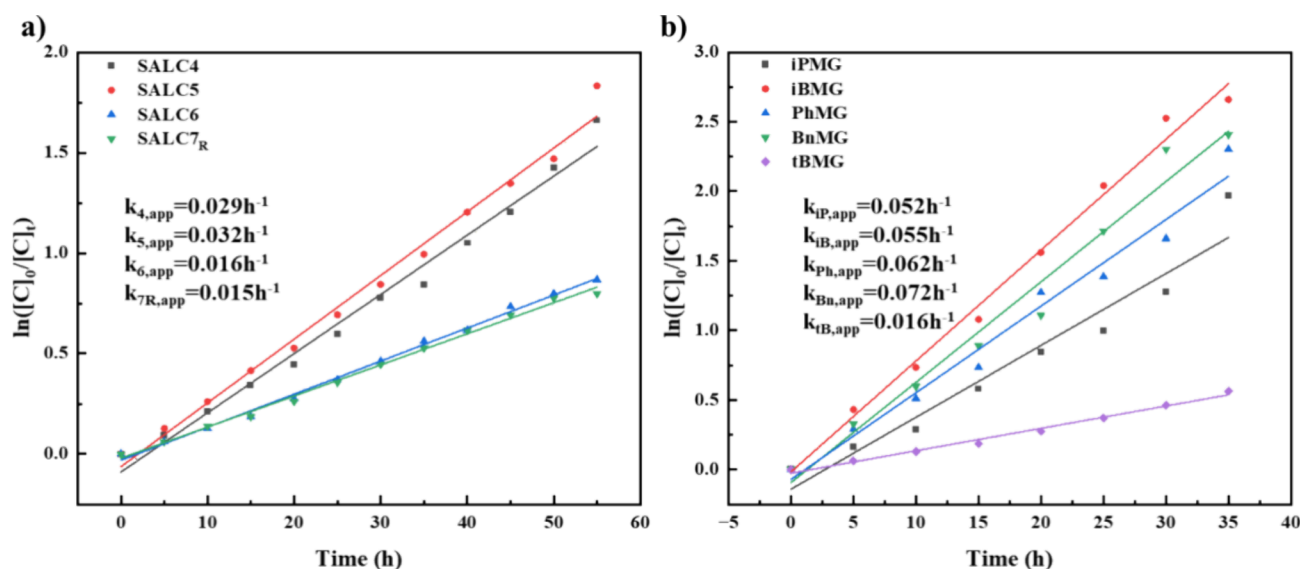 a)
2.0
1.5
1.0
0.5
0.0
ln([C]₀/[C]ₜ)
SALC4
SALC5
SALC6
SALC7R
k4,app=0.029h⁻¹
k5,app=0.032h⁻¹
k6,app=0.016h⁻¹
k7R,app=0.015h⁻¹
0 10 20 30 40 50 60
Time (h)
b)
3.0
2.5
2.0
1.5
1.0
0.5
0.0
ln([C]₀/[C]ₜ)
iPMG
iBMG
PhMG
BnMG
tBMG
kiP,app=0.052h⁻¹
kiB,app=0.055h⁻¹
kPh,app=0.062h⁻¹
kBn,app=0.072h⁻¹
ktB,app=0.016h⁻¹
−5 0 5 10 15 20 25 30 35 40
Time (h)